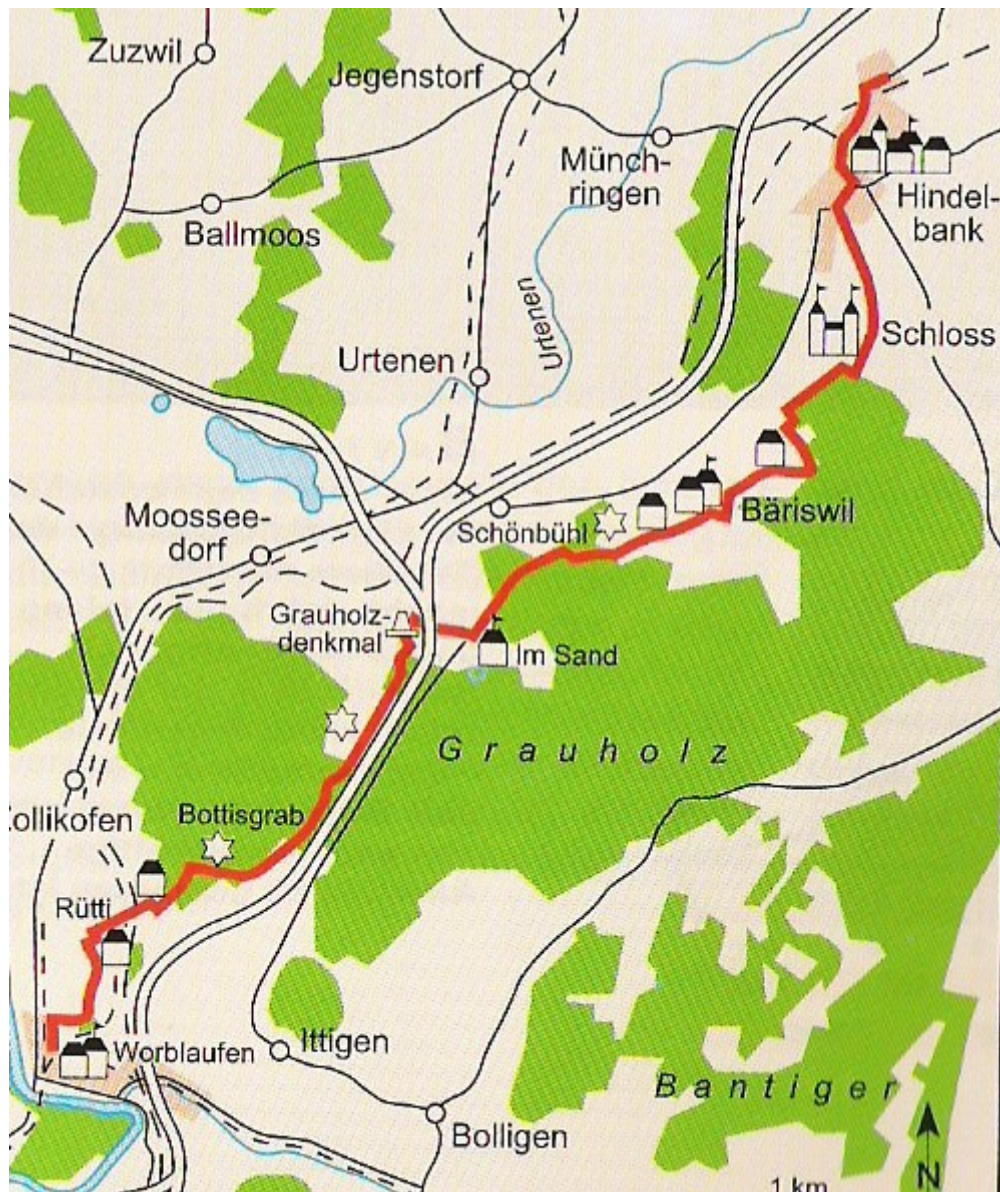 Zuzwil
Jegenstorf
Münch-
ringen
Hindel-
bank
Ballmoos
Urtenen
Urtenen
Schloss
Moossee-
dorf
Schönbühl
Bäriswil
Grauholz-
denkmal
Im Sand
Grauholz
Bottisgrab
ollikofen
Rütti
Worblaufen
Ittigen
Bantiger
Bolligen
N
1 km